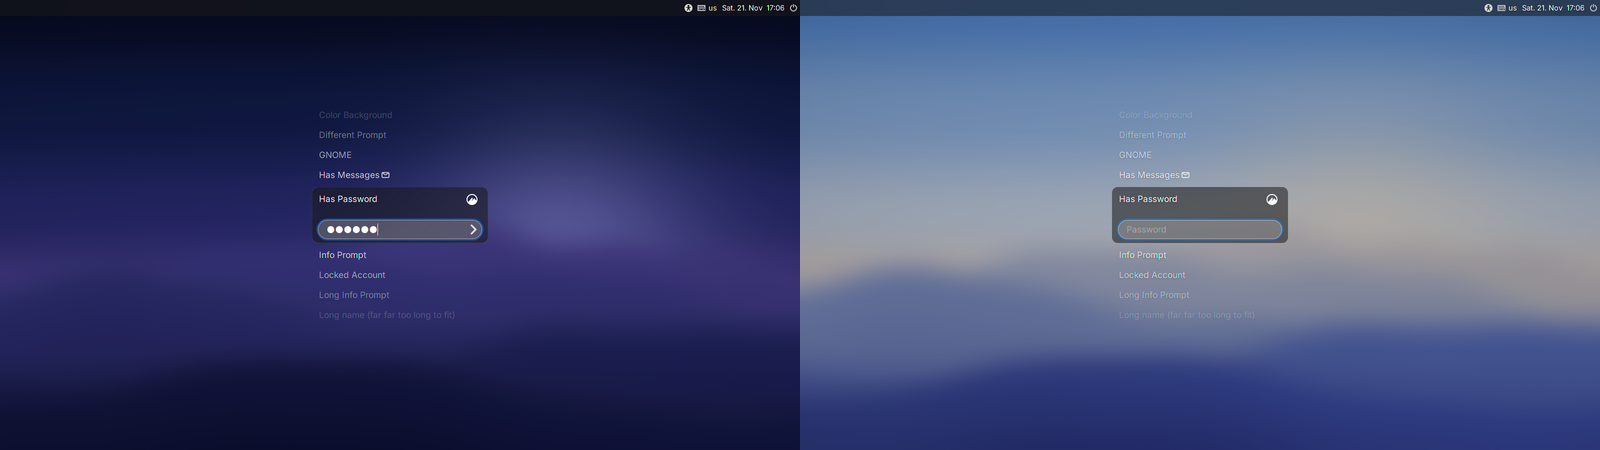 us Sat. 21. Nov 17:06
Color Background
Different Prompt
GNOME
Has Messages
Has Password
Info Prompt
Locked Account
Long Info Prompt
Long name (far far too long to fit)
us Sat. 21. Nov 17:06
Color Background
Different Prompt
GNOME
Has Messages
Has Password
Password
Info Prompt
Locked Account
Long Info Prompt
Long name (far far too long to fit)